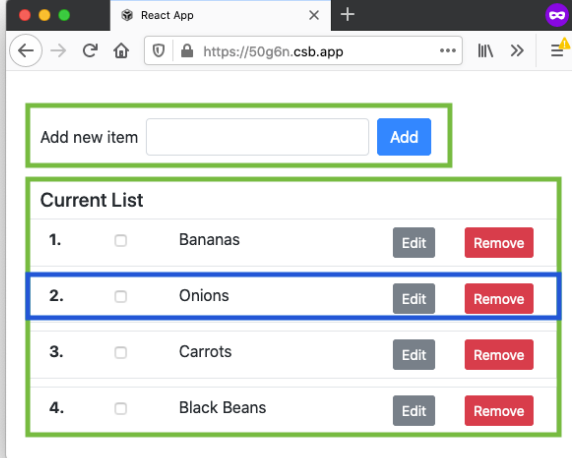 React App
https://50g6n.csb.app
Add new item Add
Current List
1. Bananas Edit Remove
2. Onions Edit Remove
3. Carrots Edit Remove
4. Black Beans Edit Remove